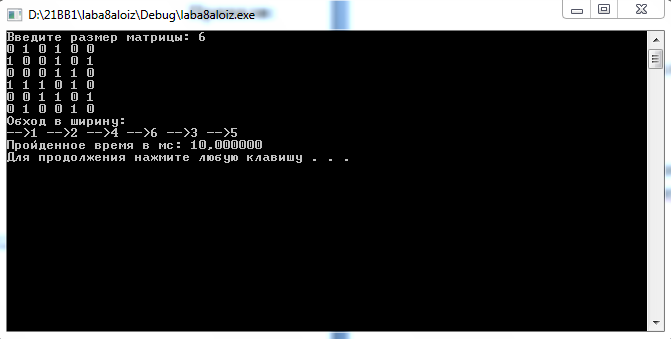 D:\21ВВ1\laba8aloiz\Debug\laba8aloiz.exe
Введите размер матрицы: 6
0 1 0 1 0 0
1 0 0 1 0 1
0 0 0 1 1 0
1 1 1 0 1 0
0 0 1 1 0 1
0 1 0 0 1 0
Обход в ширину:
-->1 -->2 -->4 -->6 -->3 -->5
Пройденное время в мс: 10,000000
Для продолжения нажмите любую клавишу . . .